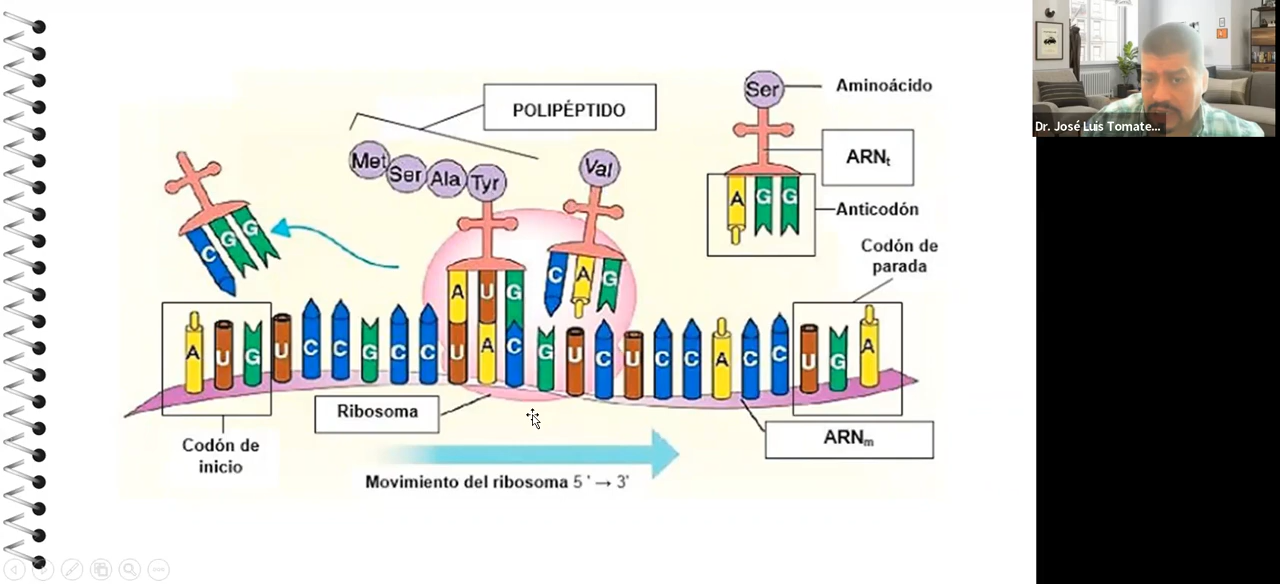 POLIPÉPTIDO
Ser
Aminoácido
ARNt
Anticodón
A G G
Met Ser Ala Tyr
Val
C G G
A U G
C A G
Codón de
parada
A U G U C C G C C U A C G U C U C C A C C U G A
Ribosoma
Codón de
inicio
ARNm
Movimiento del ribosoma 5 ' → 3'
Dr. José Luis Tomate...